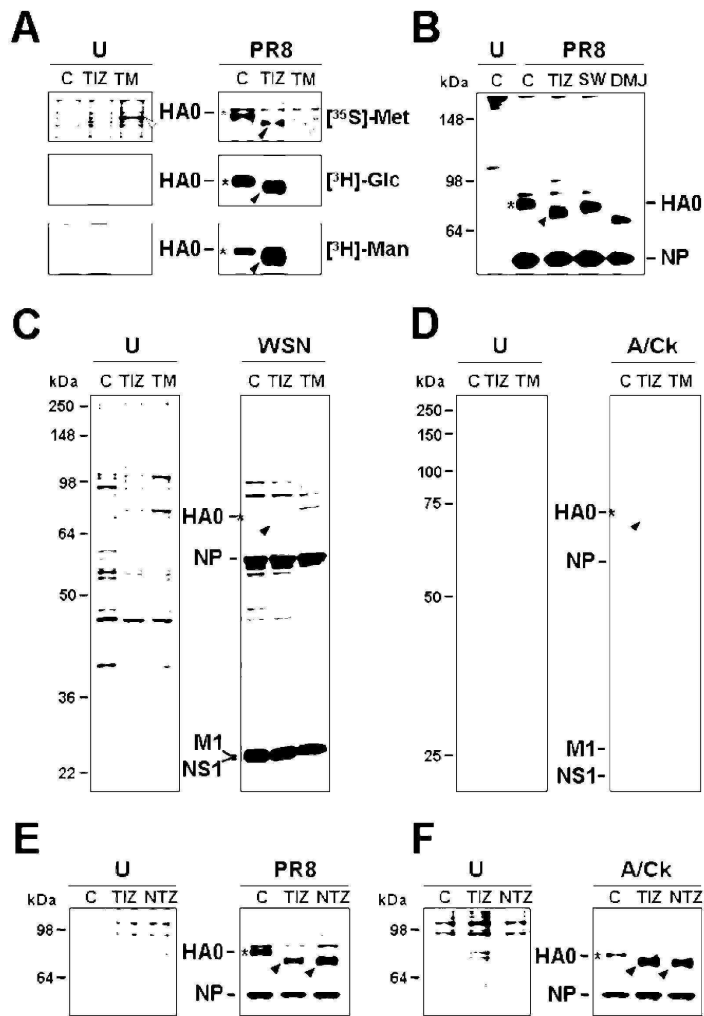 A
U
PR8
C TIZ TM
C TIZ TM
HA0
*
[³⁵S]-Met
HA0
*
[³H]-Glc
HA0
*
[³H]-Man
B
U
PR8
kDa
C
C TIZ SW DMJ
148
98
* HA0
64
NP
C
U
WSN
kDa
C TIZ TM
C TIZ TM
250
148
98
HA0 *
64
NP
50
36
M1
NS1
22
D
U
A/Ck
kDa
C TIZ TM
C TIZ TM
250
150
100
75
HA0 *
NP
50
M1
25
NS1
E
U
PR8
kDa
C TIZ NTZ
C TIZ NTZ
98
HA0 *
64
NP
F
U
A/Ck
kDa
C TIZ NTZ
C TIZ NTZ
98
HA0 *
64
NP